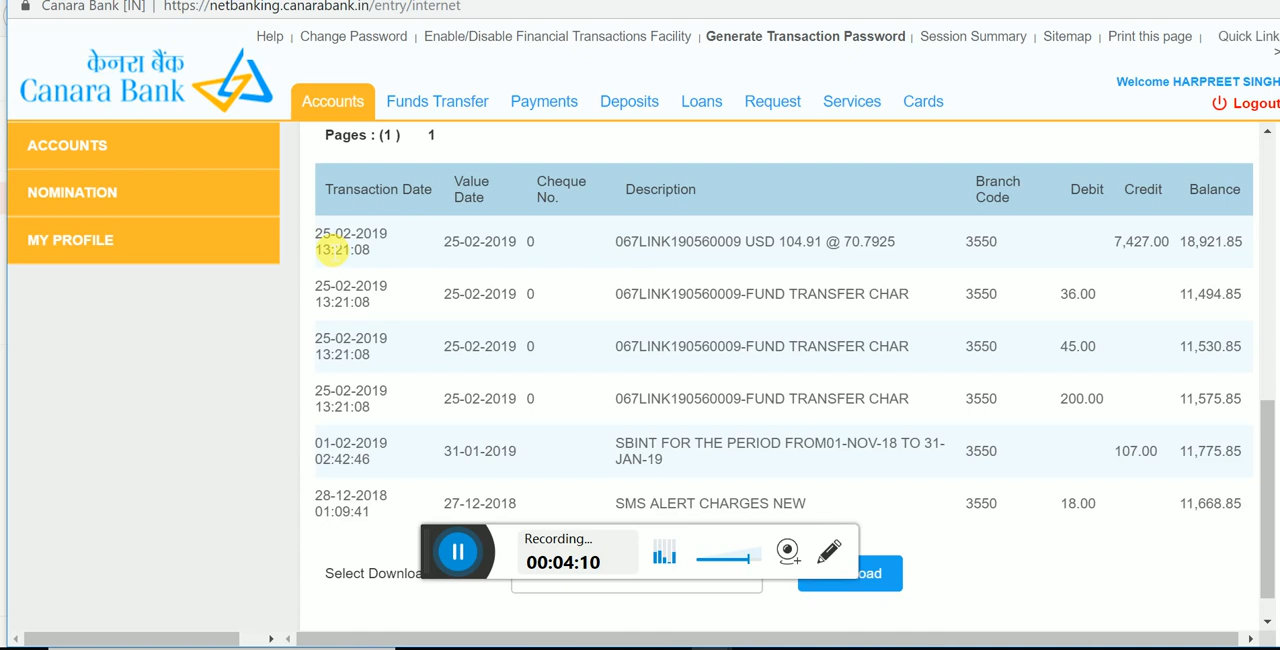 Canara Bank [IN] | https://netbanking.canarabank.in/entry/internet
Help | Change Password | Enable/Disable Financial Transactions Facility | Generate Transaction Password | Session Summary | Sitemap | Print this page | Quick Link
>
केनरा बैंक
Canara Bank
Welcome HARPREET SINGH
Logout
Accounts Funds Transfer Payments Deposits Loans Request Services Cards
ACCOUNTS
NOMINATION
MY PROFILE
Pages : (1 ) 1
Transaction Date Value Date Cheque No. Description Branch Code Debit Credit Balance
25-02-2019 13:21:08 25-02-2019 0 067LINK190560009 USD 104.91 @ 70.7925 3550 7,427.00 18,921.85
25-02-2019 13:21:08 25-02-2019 0 067LINK190560009-FUND TRANSFER CHAR 3550 36.00 11,494.85
25-02-2019 13:21:08 25-02-2019 0 067LINK190560009-FUND TRANSFER CHAR 3550 45.00 11,530.85
25-02-2019 13:21:08 25-02-2019 0 067LINK190560009-FUND TRANSFER CHAR 3550 200.00 11,575.85
01-02-2019 02:42:46 31-01-2019 SBINT FOR THE PERIOD FROM01-NOV-18 TO 31-JAN-19 3550 107.00 11,775.85
28-12-2018 01:09:41 27-12-2018 SMS ALERT CHARGES NEW 3550 18.00 11,668.85
Recording...
00:04:10
Select Downloa
oad